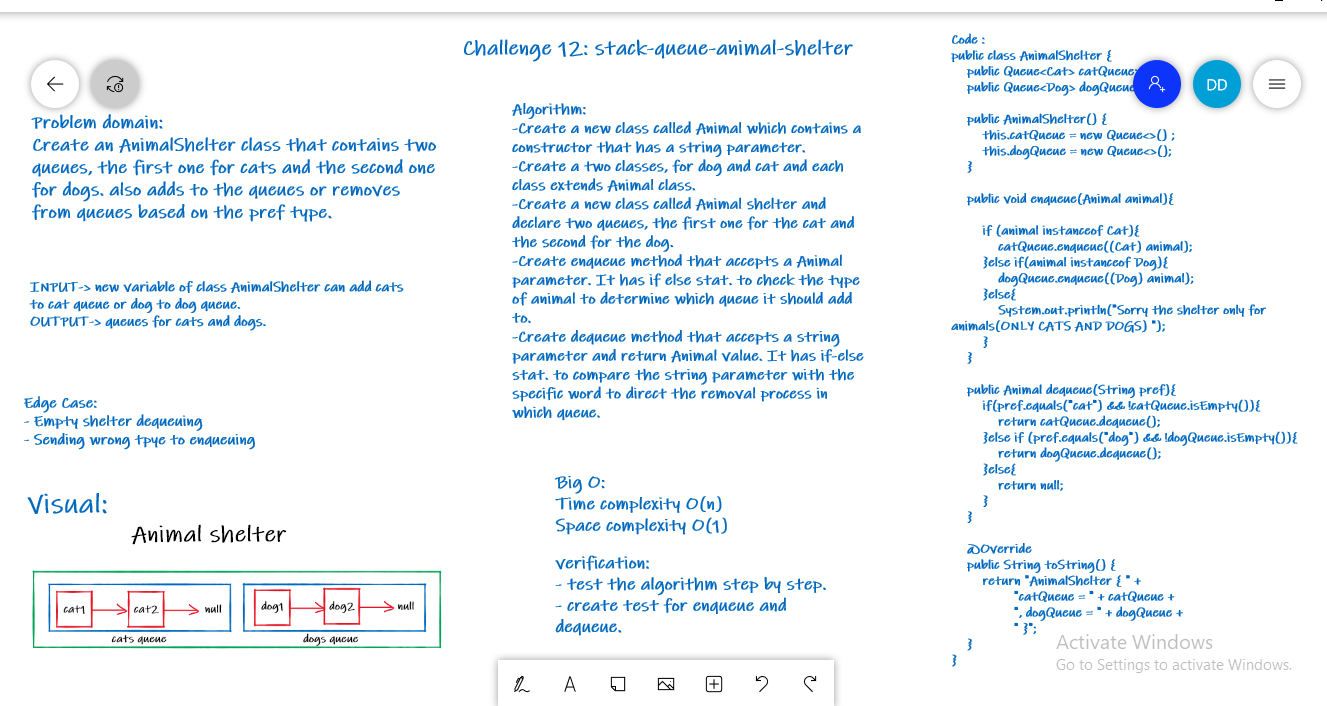 Challenge 12: stack-queue-animal-shelter
DD
Problem domain:
Create an AnimalShelter class that contains two
queues, the first one for cats and the second one
for dogs. also adds to the queues or removes
from queues based on the pref type.
INPUT-> new variable of class AnimalShelter can add cats
to cat queue or dog to dog queue.
OUTPUT-> queues for cats and dogs.
Edge Case:
- Empty shelter dequeuing
- Sending wrong tpye to enqueuing
Visual:
Animal shelter
cat1
cat2
null
cats queue
dog1
dog2
null
dogs queue
Algorithm:
-Create a new class called Animal which contains a
constructor that has a string parameter.
-Create a two classes, for dog and cat and each
class extends Animal class.
-Create a new class called Animal shelter and
declare two queues, the first one for the cat and
the second for the dog.
-Create enqueue method that accepts a Animal
parameter. It has if else stat. to check the type
of animal to determine which queue it should add
to.
-Create dequeue method that accepts a string
parameter and return Animal value. It has if-else
stat. to compare the string parameter with the
specific word to direct the removal process in
which queue.
Big O:
Time complexity O(n)
Space complexity O(1)
verification:
- test the algorithm step by step.
- create test for enqueue and
dequeue.
Code :
public class AnimalShelter {
public Queue<Cat> catQueue;
public Queue<Dog> dogQueue
public AnimalShelter() {
this.catQueue = new Queue<>() ;
this.dogQueue = new Queue<>();
}
public void enqueue(Animal animal){
if (animal instanceof Cat){
catQueue.enqueue((Cat) animal);
}else if(animal instanceof Dog){
dogQueue.enqueue((Dog) animal);
}else{
System.out.println("Sorry the shelter only for
animals(ONLY CATS AND DOGS) ");
}
}
public Animal dequeue(String pref){
if(pref.equals("cat") && !catQueue.isEmpty()){
return catQueue.dequeue();
}else if (pref.equals("dog") && !dogQueue.isEmpty()){
return dogQueue.dequeue();
}else{
return null;
}
}
@Override
public String toString() {
return "AnimalShelter { " +
"catQueue = " + catQueue +
", dogQueue = " + dogQueue +
" }";
}
}
Activate Windows
Go to Settings to activate Windows.